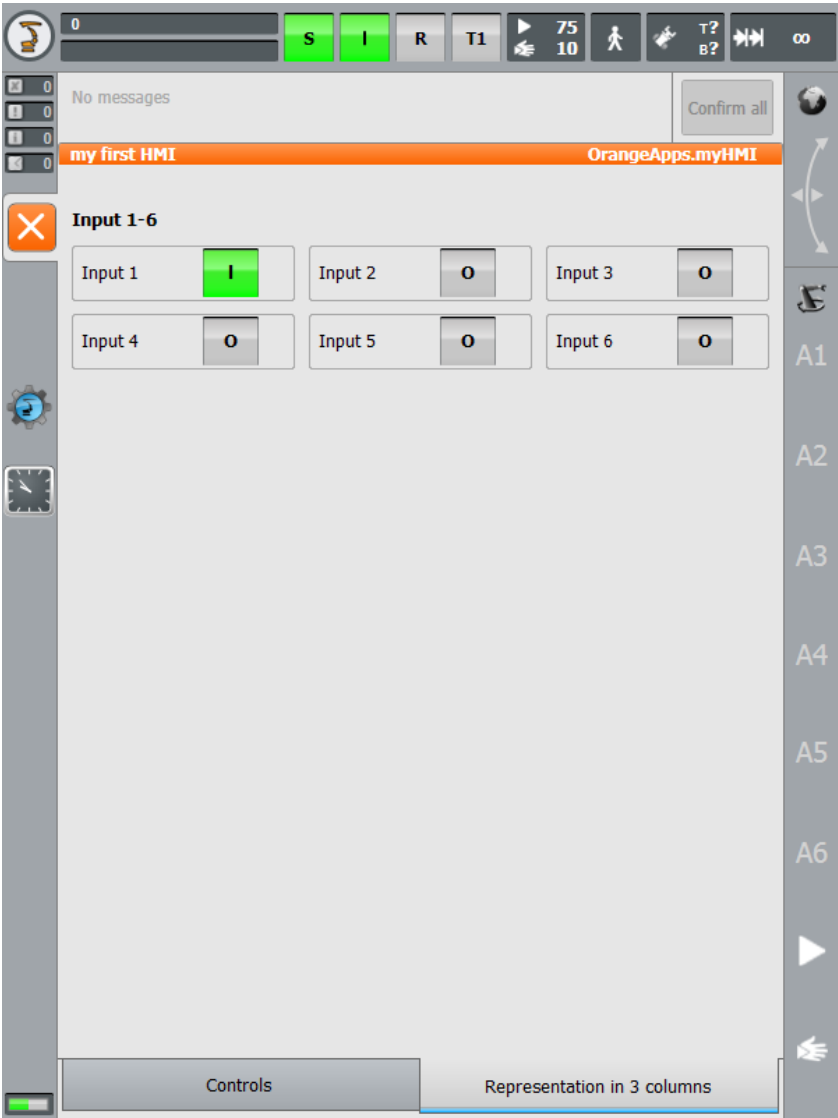 0
S I R T1 75 10 T? B? ∞
0
0
0
0
No messages
Confirm all
my first HMI OrangeApps.myHMI
Input 1-6
Input 1 I Input 2 O Input 3 O
Input 4 O Input 5 O Input 6 O
A1
A2
A3
A4
A5
A6
Controls Representation in 3 columns